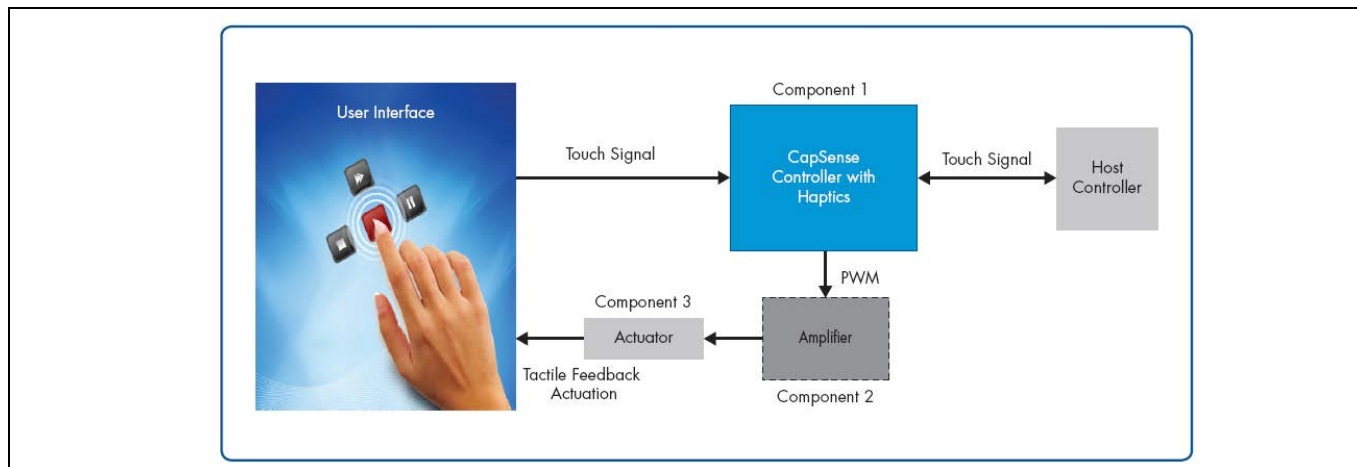 User Interface
Touch Signal
Component 1
CapSense
Controller with
Haptics
Touch Signal
Host
Controller
PWM
Component 3
Actuator
Amplifier
Tactile Feedback
Actuation
Component 2